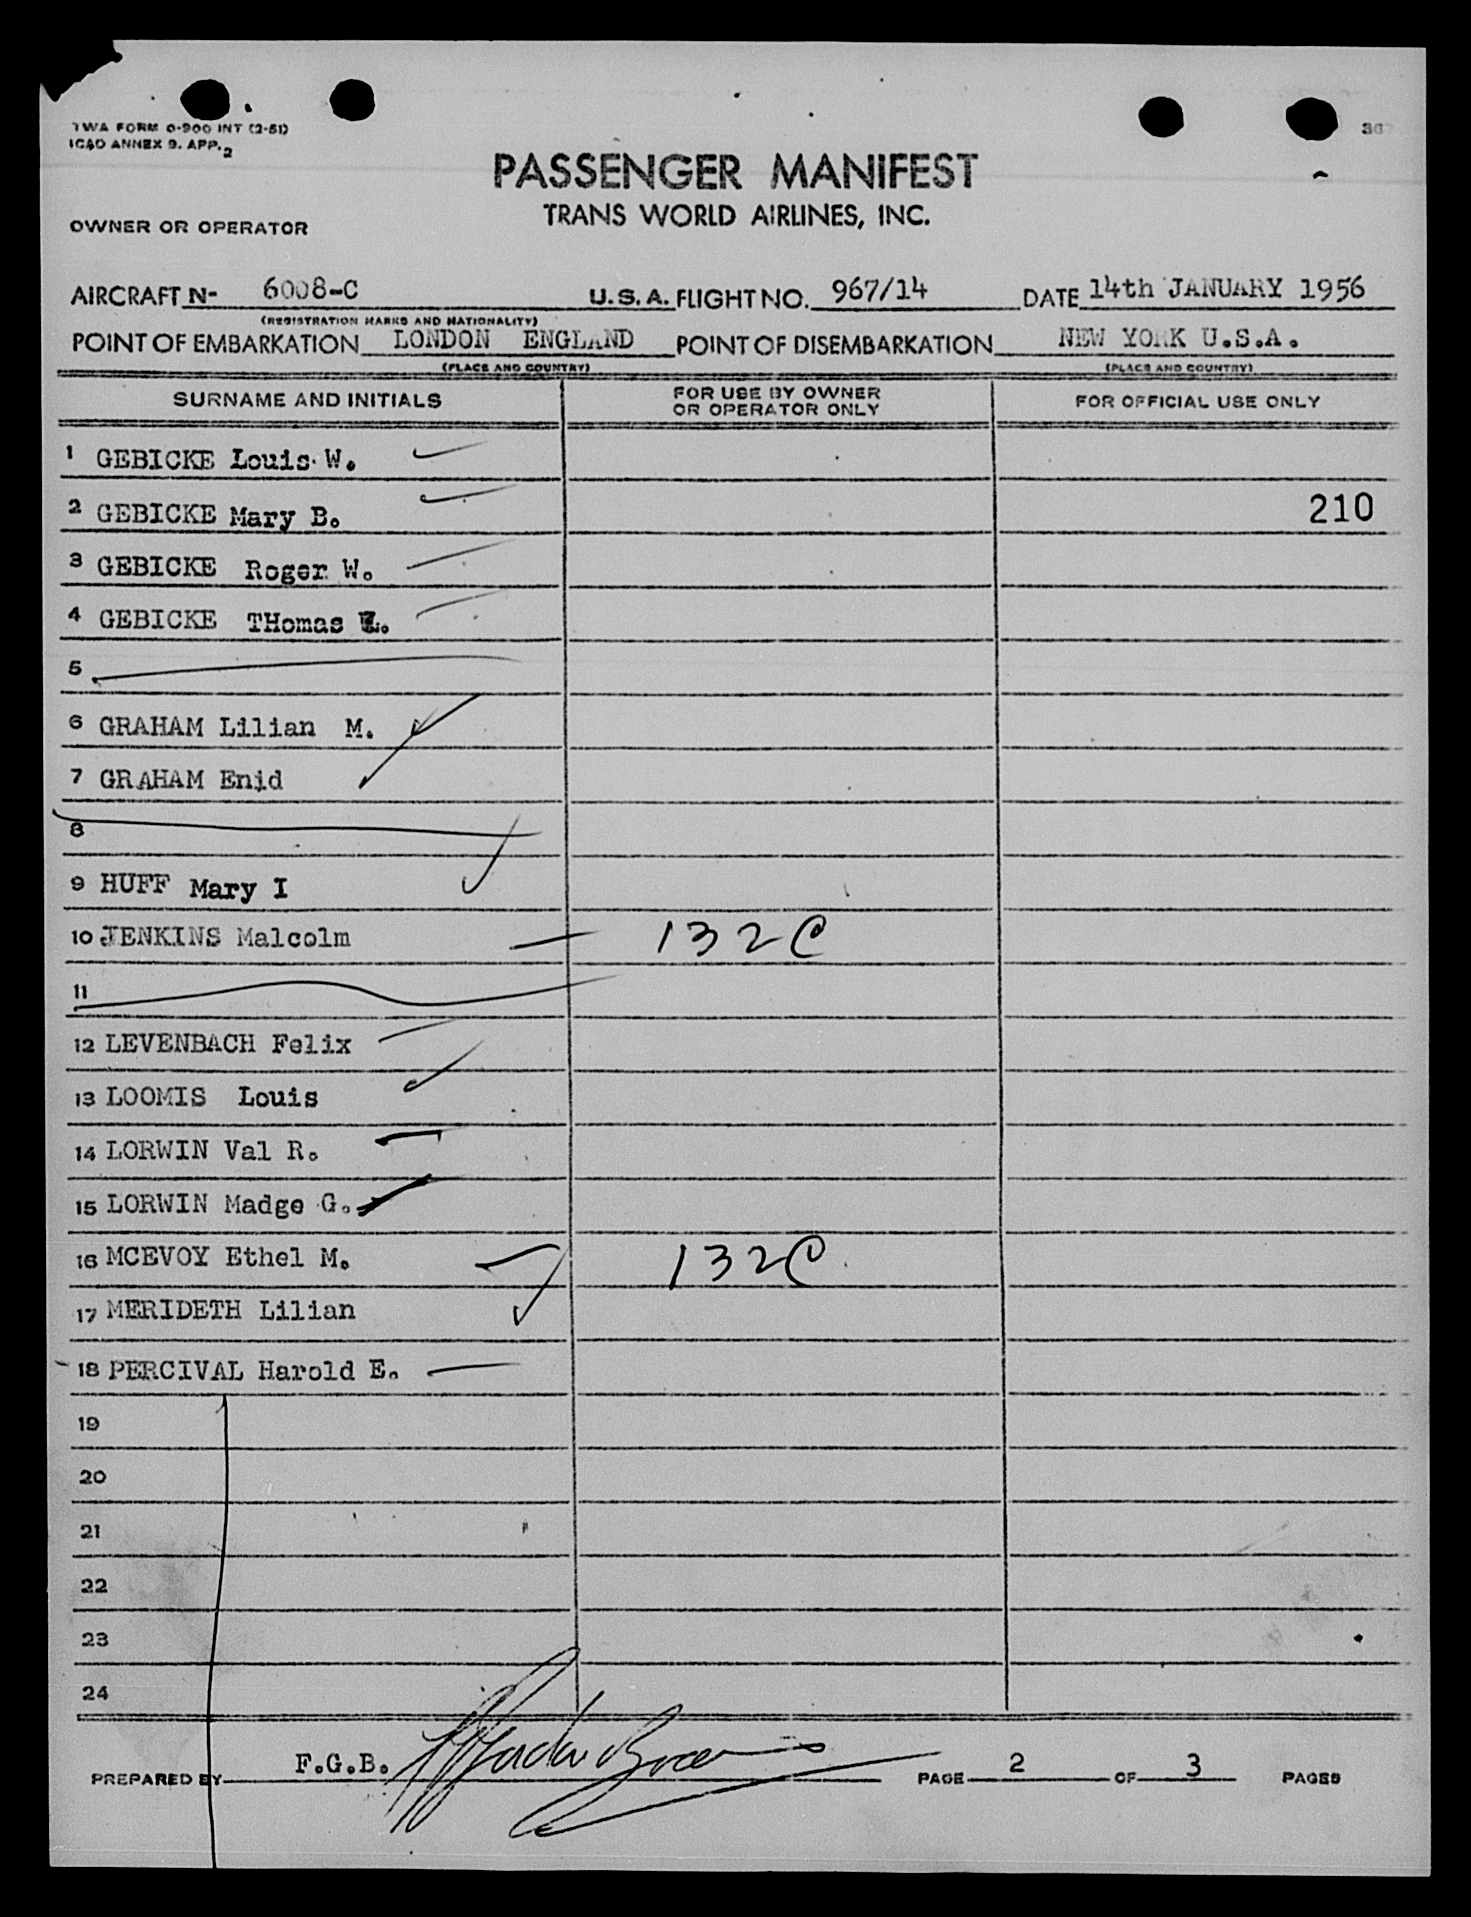 TWA FORM O-900 INT (2-51)
ICAO ANNEX 9. APP. 2
PASSENGER MANIFEST
TRANS WORLD AIRLINES, INC.
OWNER OR OPERATOR
AIRCRAFT N- 6008-C U.S.A. FLIGHT NO. 967/14 DATE 14th JANUARY 1956
(REGISTRATION MARKS AND NATIONALITY)
POINT OF EMBARKATION LONDON ENGLAND POINT OF DISEMBARKATION NEW YORK U.S.A.
(PLACE AND COUNTRY) (PLACE AND COUNTRY)
SURNAME AND INITIALS FOR USE BY OWNER OR OPERATOR ONLY FOR OFFICIAL USE ONLY
1 GEBICKE Louis W.
2 GEBICKE Mary B. 210
3 GEBICKE Roger W.
4 GEBICKE THomas
5
6 GRAHAM Lilian M.
7 GRAHAM Enid
8
9 HUFF Mary I
10 JENKINS Malcolm 132C
11
12 LEVENBACH Felix
13 LOOMIS Louis
14 LORWIN Val R.
15 LORWIN Madge G.
16 MCEVOY Ethel M. 132C
17 MERIDETH Lilian
18 PERCIVAL Harold E.
19
20
21
22
23
24
PREPARED BY F.G.B. PAGE 2 OF 3 PAGES